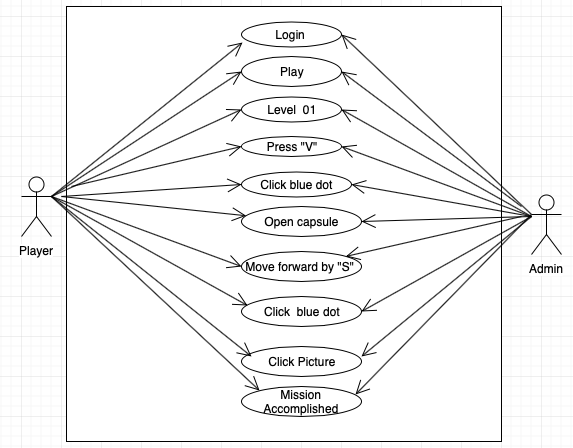 Login
Play
Level 01
Press "V"
Click blue dot
Open capsule
Player
Admin
Move forward by "S"
Click blue dot
Click Picture
Mission
Accomplished